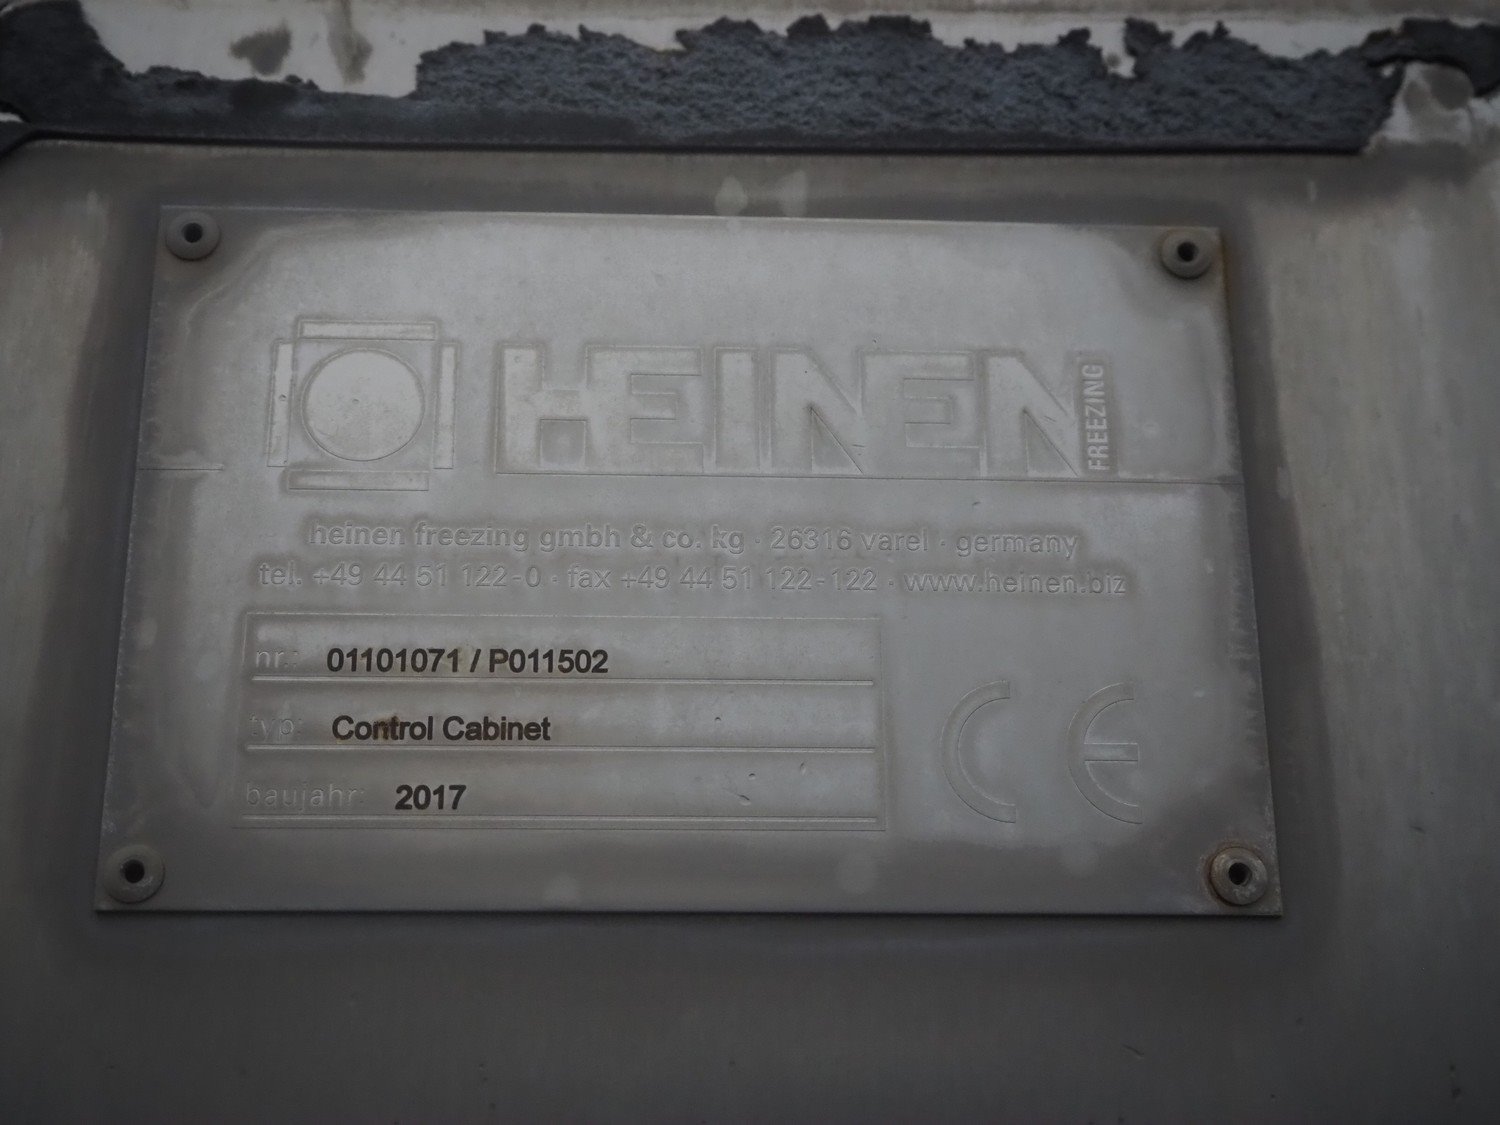 HEINEN FREEZING
heinen freezing gmbh & co. kg · 26316 varel · germany
tel. +49 44 51 122-0 · fax +49 44 51 122-122 · www.heinen.biz
nr.: 01101071 / P011502
typ: Control Cabinet
baujahr: 2017
CE